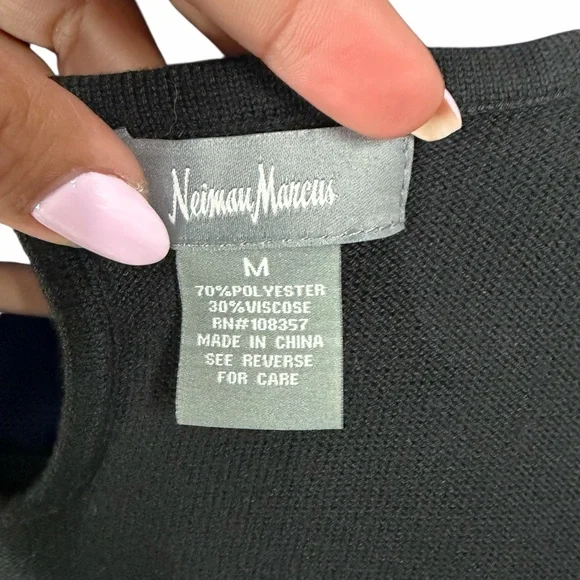 Neiman Marcus
M
70%POLYESTER
30%VISCOSE
RN#108357
MADE IN CHINA
SEE REVERSE
FOR CARE